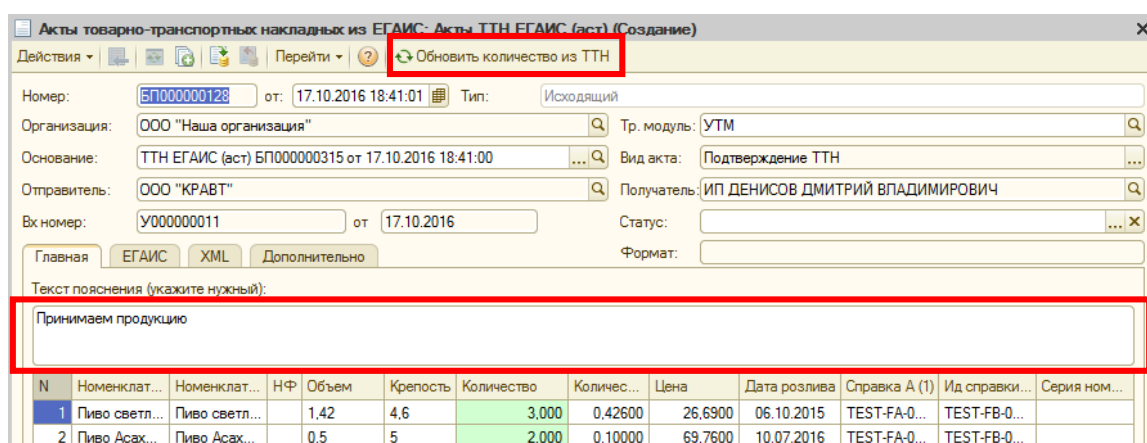 Акты товарно-транспортных накладных из ЕГАИС: Акты ТТН ЕГАИС (аст) (Создание)
Действия Перейти Обновить количество из ТТН
Номер: БП000000128 от: 17.10.2016 18:41:01 Тип: Исходящий
Организация: ООО "Наша организация" Тр. модуль: УТМ
Основание: ТТН ЕГАИС (аст) БП000000315 от 17.10.2016 18:41:00 ... Вид акта: Подтверждение ТТН ...
Отправитель: ООО "КРАВТ" Получатель: ИП ДЕНИСОВ ДМИТРИЙ ВЛАДИМИРОВИЧ
Вх номер: У000000011 от 17.10.2016 Статус: ... x
Главная ЕГАИС XML Дополнительно Формат:
Текст пояснения (укажите нужный):
Принимаем продукцию
N Номенклат... Номенклат... НФ Объем Крепость Количество Количес... Цена Дата розлива Справка А (1) Ид справки... Серия ном...
1 Пиво светл... Пиво светл... 1,42 4,6 3,000 0,42600 26,6900 06.10.2015 TEST-FA-0... TEST-FB-0...
2 Пиво Асах... Пиво Асах... 0,5 5 2,000 0,10000 69,7600 10.07.2016 TEST-FA-0... TEST-FB-0...